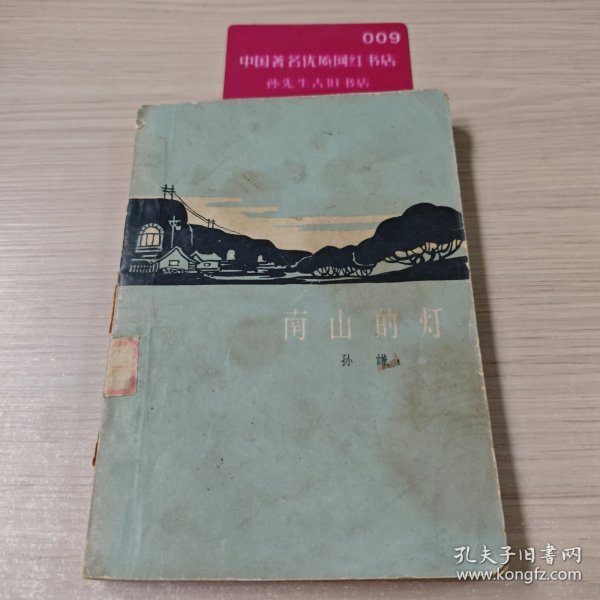 009
中国著名优质网红书店
孙先生古旧书店
南山的灯
孙謙
孔夫子旧书网
www.kongfz.com